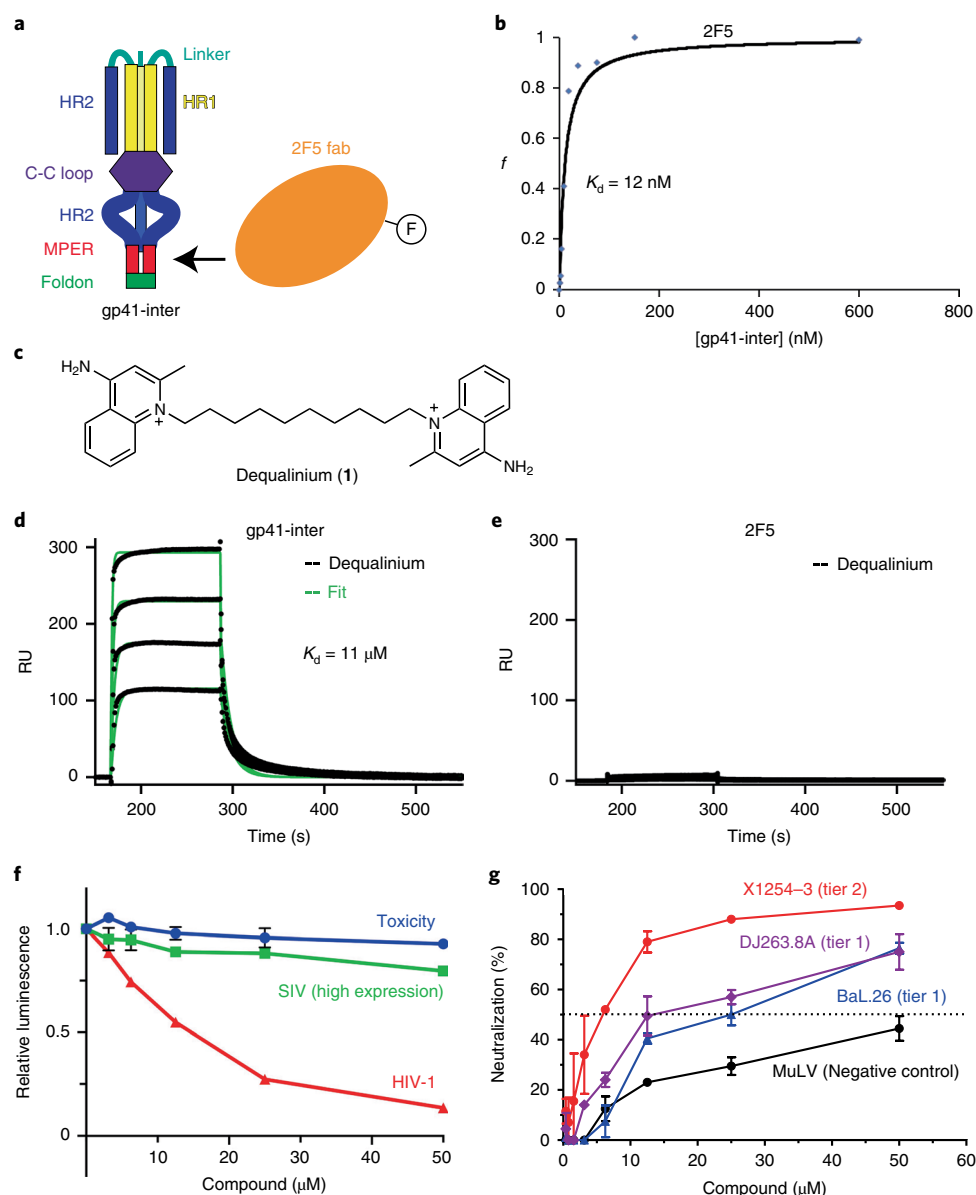 a
Linker
HR2
HR1
C-C loop
HR2
MPER
Foldon
gp41-inter
2F5 fab
F
b
2F5
1
0.8
0.6
0.4
0.2
0
f
K_d = 12 nM
0
200
400
600
800
[gp41-inter] (nM)
c
H₂N
N
+
+
N
NH₂
Dequalinium (1)
d
gp41-inter
300
200
100
0
RU
Dequalinium
Fit
K_d = 11 μM
200
300
400
500
Time (s)
e
2F5
300
200
100
0
RU
Dequalinium
200
300
400
500
Time (s)
f
1.0
0.5
0
Relative luminescence
Toxicity
SIV (high expression)
HIV-1
10
20
30
40
50
Compound (μM)
g
100
80
60
40
20
0
Neutralization (%)
X1254–3 (tier 2)
DJ263.8A (tier 1)
BaL.26 (tier 1)
MuLV (Negative control)
0
10
20
30
40
50
60
Compound (μM)